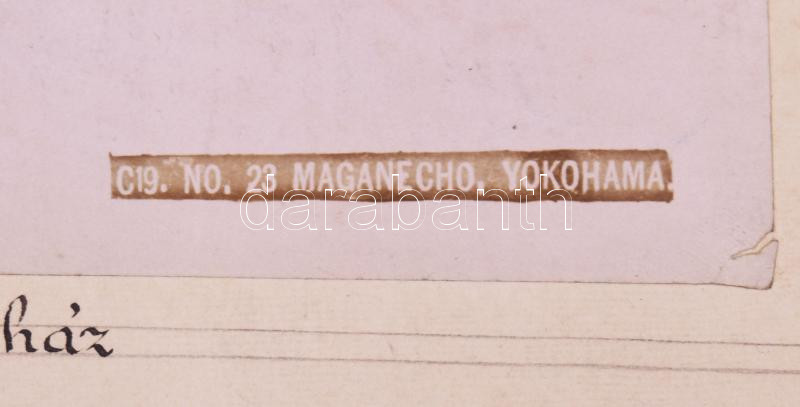 C19. NO. 23 MAGANECHO. YOKOHAMA.
darabanth
ház